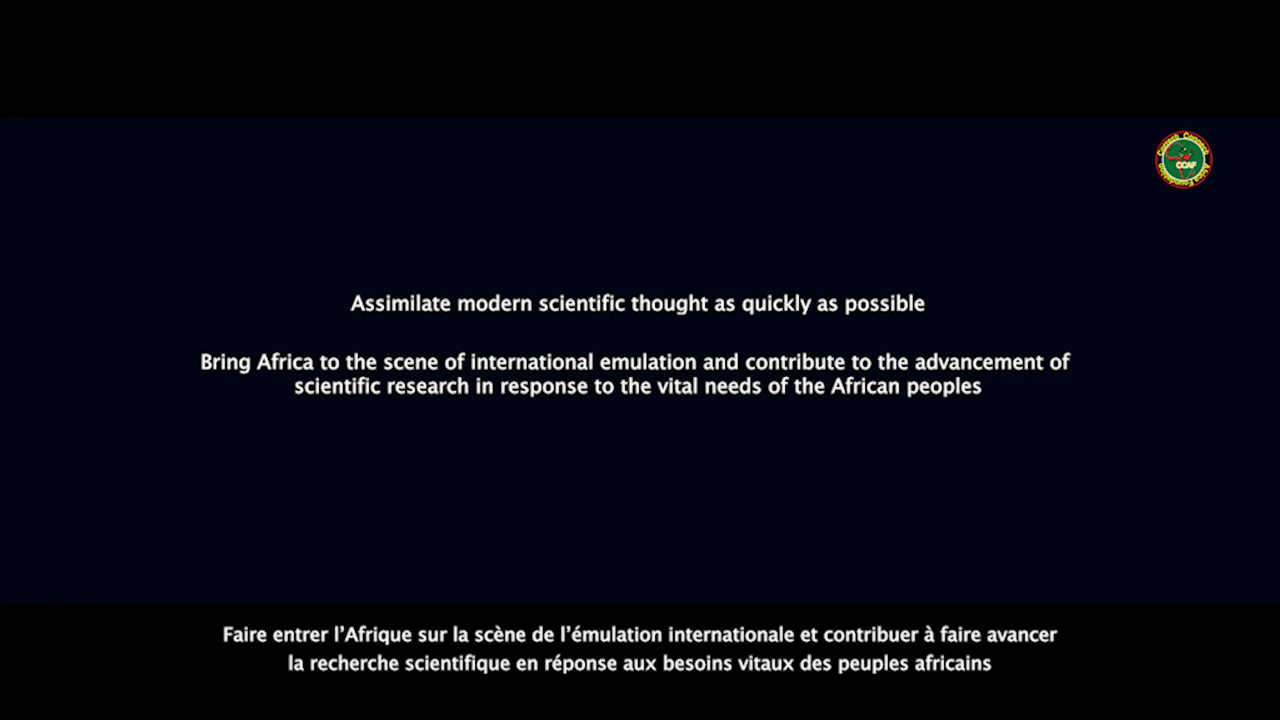 CCAF
Assimilate modern scientific thought as quickly as possible
Bring Africa to the scene of international emulation and contribute to the advancement of
scientific research in response to the vital needs of the African peoples
Faire entrer l’Afrique sur la scène de l’émulation internationale et contribuer à faire avancer
la recherche scientifique en réponse aux besoins vitaux des peuples africains